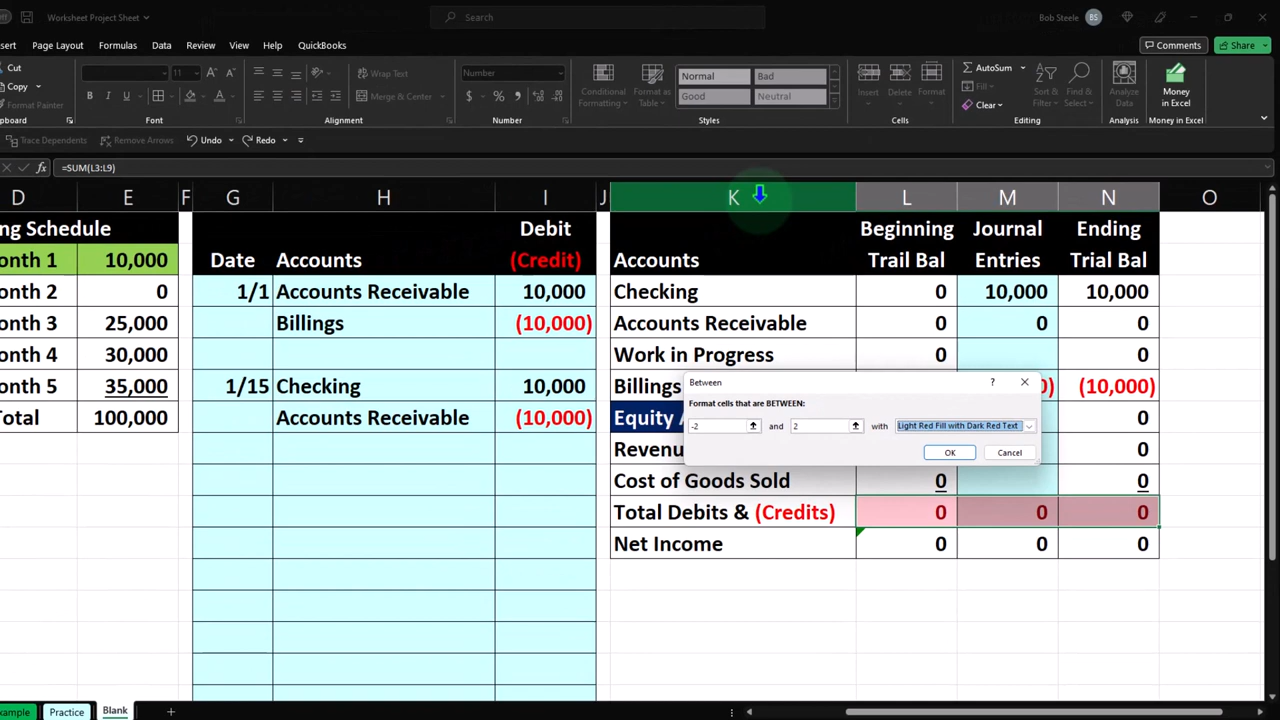 Worksheet Project Sheet
Search
Bob Steele BS
Page Layout Formulas Data Review View Help QuickBooks
Comments Share
Cut
Copy
Format Painter
11
Wrap Text
Merge & Center
Number
Conditional Formatting
Format as Table
Normal Bad
Good Neutral
Insert Delete Format
AutoSum
Fill
Clear
Sort & Filter
Find & Select
Analyze Data
Money in Excel
Font Alignment Number Styles Cells Editing Analysis Money in Excel
Trace Dependents Remove Arrows Undo Redo
fx =SUM(L3:L9)
D E F G H I J K L M N O
ng Schedule Debit Beginning Journal Ending
onth 1 10,000 Date Accounts (Credit) Accounts Trail Bal Entries Trial Bal
onth 2 0 1/1 Accounts Receivable 10,000 Checking 0 10,000 10,000
onth 3 25,000 Billings (10,000) Accounts Receivable 0 0 0
onth 4 30,000 Work in Progress 0 0
onth 5 35,000 1/15 Checking 10,000 Billings 0) (10,000)
Total 100,000 Accounts Receivable (10,000) Equity 0
Revenu 0
Cost of Goods Sold 0 0
Total Debits & (Credits) 0 0 0
Net Income 0 0 0
Between ?
Format cells that are BETWEEN:
-2 and 2 with Light Red Fill with Dark Red Text
OK Cancel
xample Practice Blank